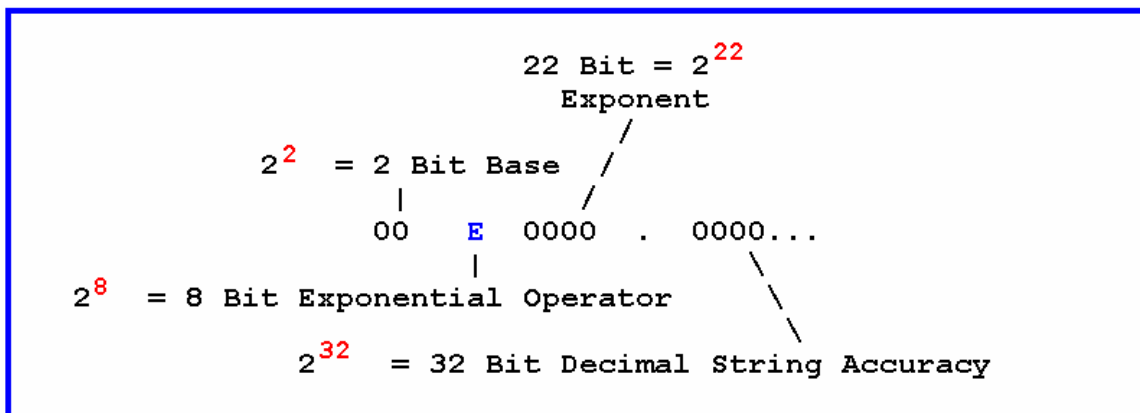 22 Bit = 2^22
Exponent
2^2 = 2 Bit Base
00 E 0000 . 0000...
2^8 = 8 Bit Exponential Operator
2^32 = 32 Bit Decimal String Accuracy